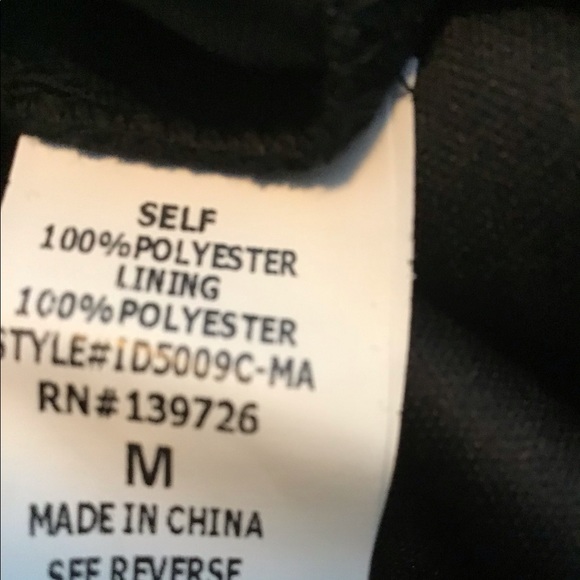 SELF
100%POLYESTER
LINING
100%POLYESTER
STYLE#1D5009C-MA
RN#139726
M
MADE IN CHINA
SEE REVERSE